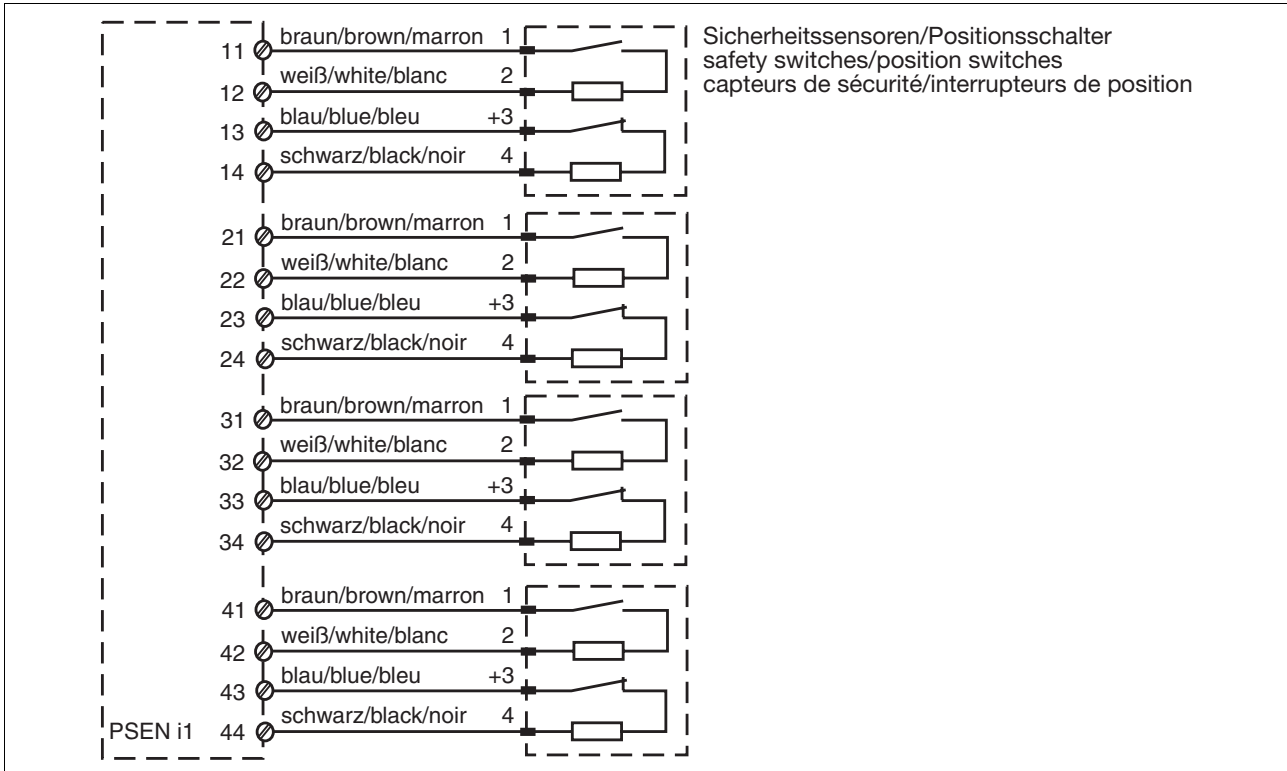 11 braun/brown/marron 1
12 weiß/white/blanc 2
13 blau/blue/bleu +3
14 schwarz/black/noir 4
Sicherheitssensoren/Positionsschalter
safety switches/position switches
capteurs de sécurité/interrupteurs de position
21 braun/brown/marron 1
22 weiß/white/blanc 2
23 blau/blue/bleu +3
24 schwarz/black/noir 4
31 braun/brown/marron 1
32 weiß/white/blanc 2
33 blau/blue/bleu +3
34 schwarz/black/noir 4
41 braun/brown/marron 1
42 weiß/white/blanc 2
43 blau/blue/bleu +3
PSEN i1 44 schwarz/black/noir 4